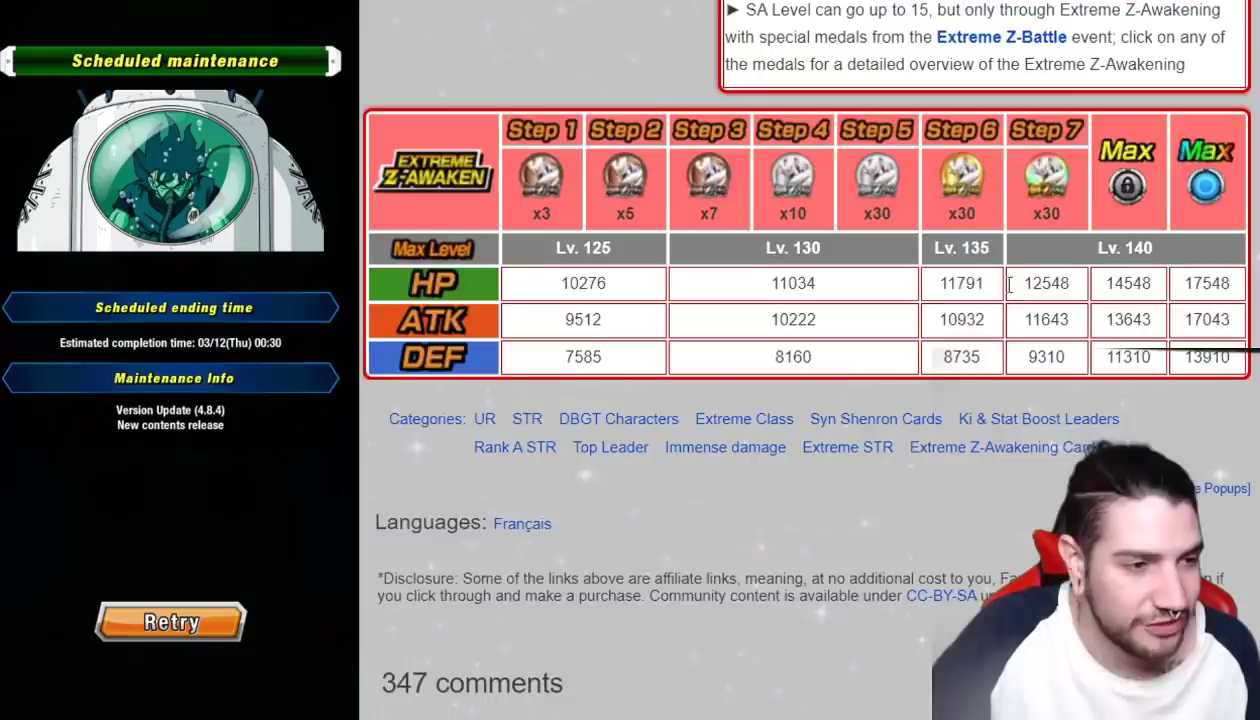 Scheduled maintenance
Scheduled ending time
Estimated completion time: 03/12(Thu) 00:30
Maintenance Info
Version Update (4.8.4)
New contents release
Retry
► SA Level can go up to 15, but only through Extreme Z-Awakening
with special medals from the Extreme Z-Battle event; click on any of
the medals for a detailed overview of the Extreme Z-Awakening
EXTREME Z-AWAKEN Step 1 Step 2 Step 3 Step 4 Step 5 Step 6 Step 7 Max Max
x3 x5 x7 x10 x30 x30 x30
Max Level Lv. 125 Lv. 130 Lv. 135 Lv. 140
HP 10276 11034 11791 12548 14548 17548
ATK 9512 10222 10932 11643 13643 17043
DEF 7585 8160 8735 9310 11310 13910
Categories: UR STR DBGT Characters Extreme Class Syn Shenron Cards Ki & Stat Boost Leaders
Rank A STR Top Leader Immense damage Extreme STR Extreme Z-Awakening
Popups]
Languages: Français
*Disclosure: Some of the links above are affiliate links, meaning, at no additional cost to you, if
you click through and make a purchase. Community content is available under CC-BY-SA
347 comments